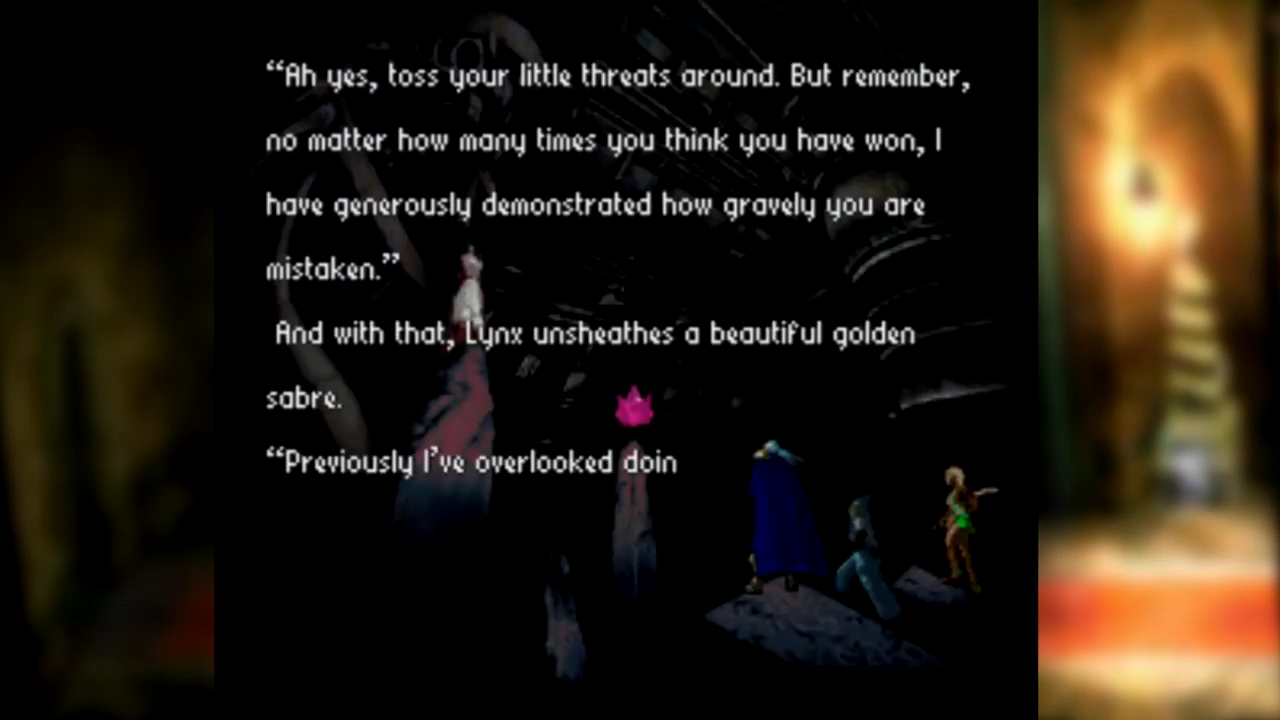 “Ah yes, toss your little threats around. But remember,
no matter how many times you think you have won, I
have generously demonstrated how gravely you are
mistaken.”
And with that, Lynx unsheathes a beautiful golden
sabre.
“Previously I’ve overlooked doin